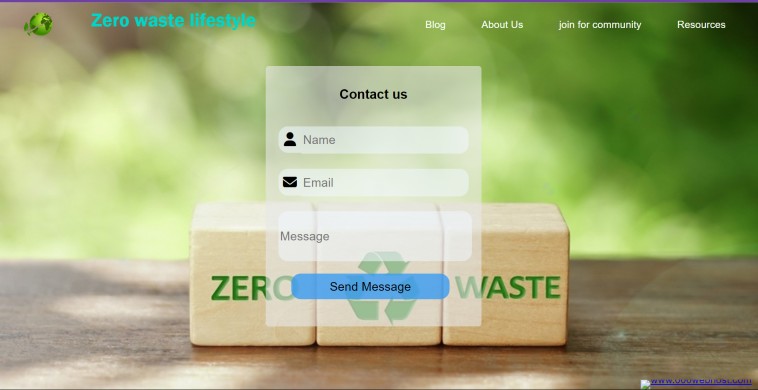 Zero waste lifestyle
Blog
About Us
join for community
Resources
Contact us
Name
Email
Message
Send Message
ZERO
WASTE
www.000webhost.com